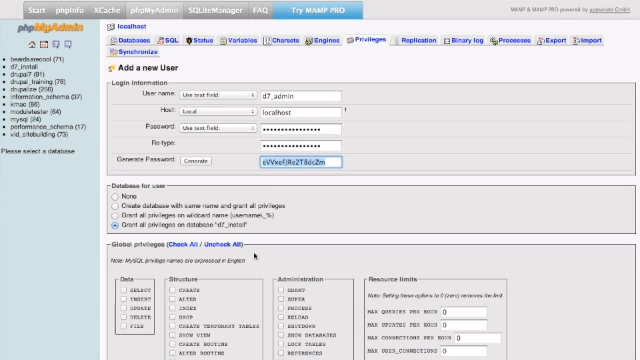 Start phpInfo XCache phpMyAdmin SQLiteManager FAQ Try MAMP PRO
MAMP & MAMP PRO powered by appsolute GmbH
phpMyAdmin
beardsarecool (71)
d7_install
drupal7 (91)
drupal_training (78)
drupalize (256)
information_schema (37)
kmao (86)
moduletester (64)
mysql (24)
performance_schema (17)
vid_sitebuilding (73)
Please select a database
localhost
Databases SQL Status Variables Charsets Engines Privileges Replication Binary log Processes Export Import
Synchronize
Add a new User
Login Information
User name: Use text field: d7_admin
Host: Local localhost
Password: Use text field:
Re-type:
Generate Password: Generate eVVxeFJRe2T8dcZm
Database for user
None
Create database with same name and grant all privileges
Grant all privileges on wildcard name (username\_%)
Grant all privileges on database "d7_install"
Global privileges (Check All / Uncheck All)
Note: MySQL privilege names are expressed in English
Data
SELECT
INSERT
UPDATE
DELETE
FILE
Structure
CREATE
ALTER
INDEX
DROP
CREATE TEMPORARY TABLES
SHOW VIEW
CREATE ROUTINE
ALTER ROUTINE
Administration
GRANT
SUPER
PROCESS
RELOAD
SHUTDOWN
SHOW DATABASES
LOCK TABLES
REFERENCES
Resource limits
Note: Setting these options to 0 (zero) removes the limit
MAX QUERIES PER HOUR 0
MAX UPDATES PER HOUR 0
MAX CONNECTIONS PER HOUR 0
MAX USER_CONNECTIONS 0